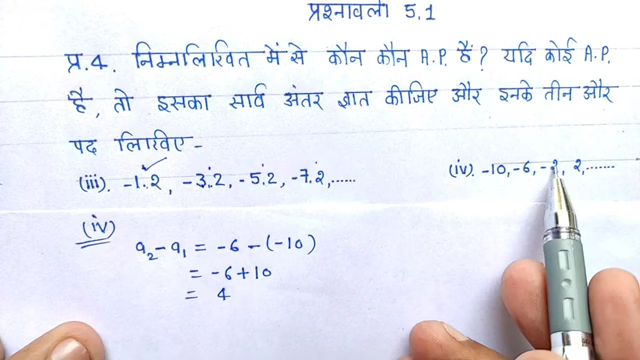 प्रश्नावली 5.1
प्र.4. निम्नलिखित में से कौन कौन A.P. हैं? यदि कोई A.P.
है, तो इसका सार्व अंतर ज्ञात कीजिए और इनके तीन और
पद लिखिए-
(iii). -1.2, -3.2, -5.2, -7.2,...... (iv). -10, -6, -2, 2,.......
(iv)
a₂-a₁ = -6 - (-10)
= -6+10
= 4